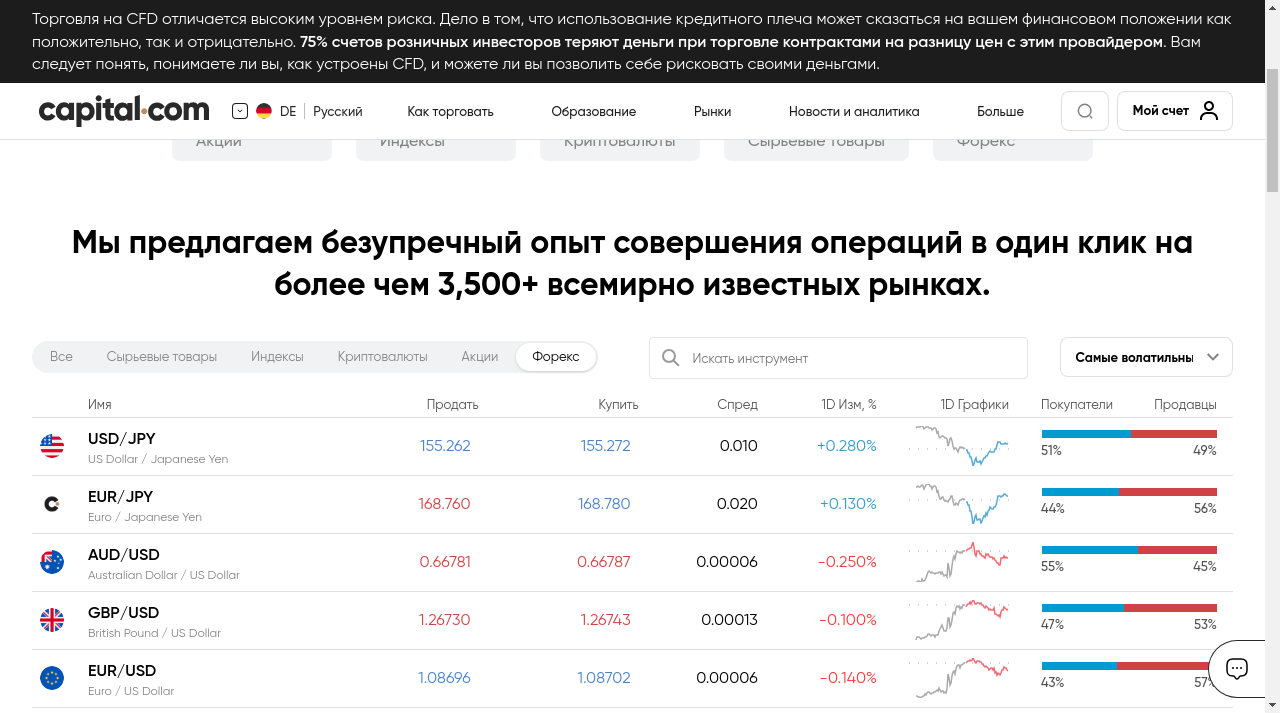 Торговля на CFD отличается высоким уровнем риска. Дело в том, что использование кредитного плеча может сказаться на вашем финансовом положении как
положительно, так и отрицательно. 75% счетов розничных инвесторов теряют деньги при торговле контрактами на разницу цен с этим провайдером. Вам
следует понять, понимаете ли вы, как устроены CFD, и можете ли вы позволить себе рисковать своими деньгами.
capital.com DE Русский Как торговать Образование Рынки Новости и аналитика Больше Мой счет
Акции Индексы Криптовалюты Сырьевые товары Форекс
Мы предлагаем безупречный опыт совершения операций в один клик на
более чем 3,500+ всемирно известных рынках.
Все Сырьевые товары Индексы Криптовалюты Акции Форекс Искать инструмент Самые волатильны
Имя Продать Купить Спред 1D Изм, % 1D Графики Покупатели Продавцы
USD/JPY 155.262 155.272 0.010 +0.280%
US Dollar / Japanese Yen 51% 49%
EUR/JPY 168.760 168.780 0.020 +0.130%
Euro / Japanese Yen 44% 56%
AUD/USD 0.66781 0.66787 0.00006 -0.250%
Australian Dollar / US Dollar 55% 45%
GBP/USD 1.26730 1.26743 0.00013 -0.100%
British Pound / US Dollar 47% 53%
EUR/USD 1.08696 1.08702 0.00006 -0.140%
Euro / US Dollar 43% 57%